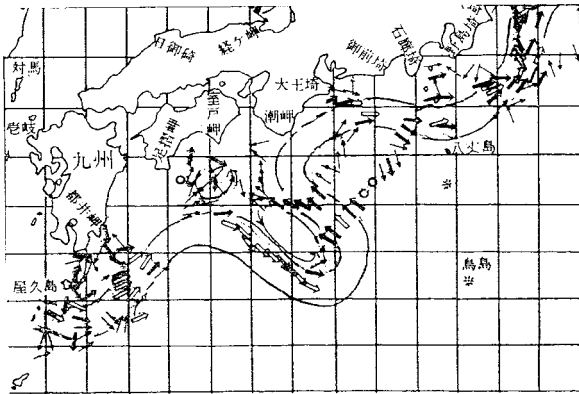 日御碕
経ケ岬
石廊埼
野島埼
御前埼
対馬
大王埼
室戸岬
潮岬
足摺岬
壱岐
九州
八丈島
都井岬
鳥島
屋久島